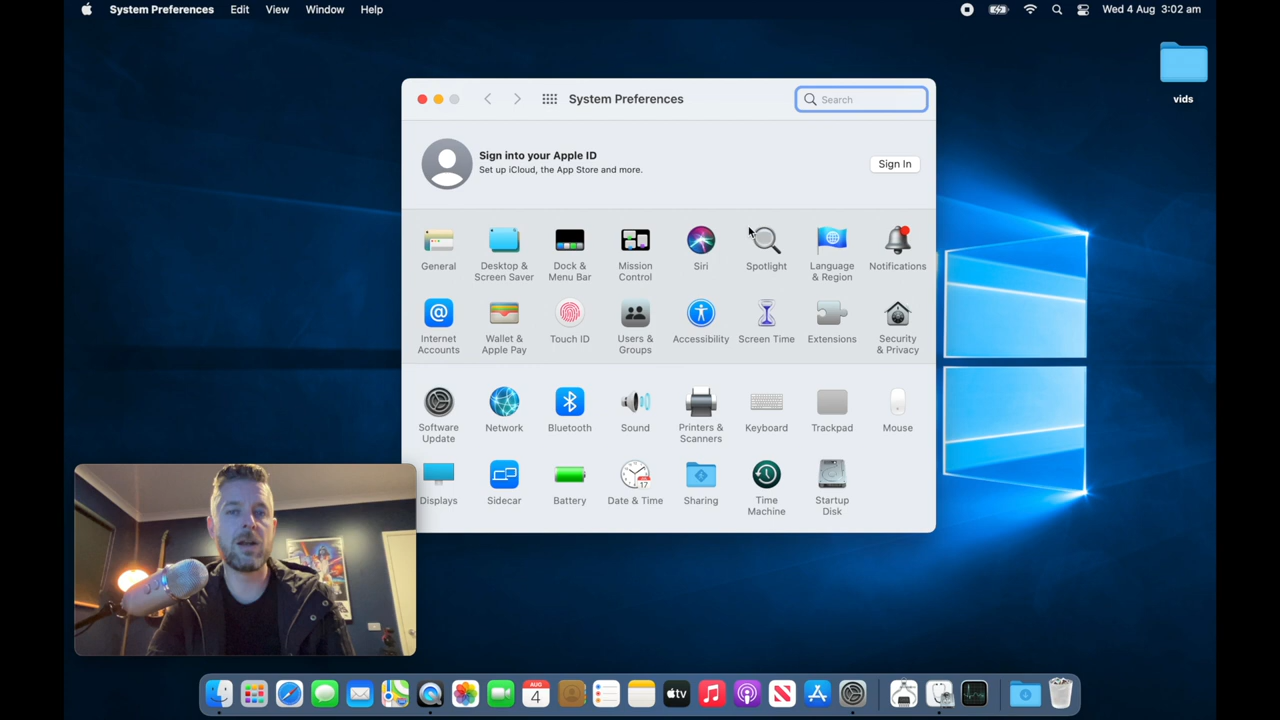 System Preferences Edit View Window Help Wed 4 Aug 3:02 am
vids
System Preferences
Search
Sign into your Apple ID
Set up iCloud, the App Store and more.
Sign In
General
Desktop &
Screen Saver
Dock &
Menu Bar
Mission
Control
Siri
Spotlight
Language
& Region
Notifications
Internet
Accounts
Wallet &
Apple Pay
Touch ID
Users &
Groups
Accessibility
Screen Time
Extensions
Security
& Privacy
Software
Update
Network
Bluetooth
Sound
Printers &
Scanners
Keyboard
Trackpad
Mouse
Displays
Sidecar
Battery
17
Date & Time
Sharing
Time
Machine
Startup
Disk
AUG
4
tv